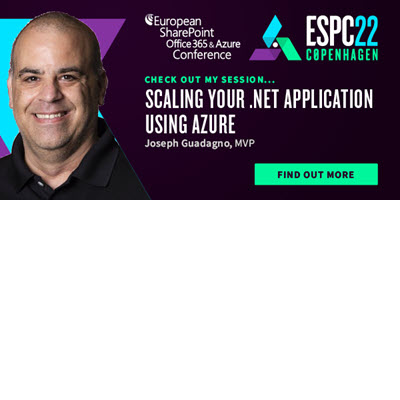 European
SharePoint
Office 365 & Azure
Conference
ESPC22
CØPENHAGEN
CHECK OUT MY SESSION...
SCALING YOUR .NET APPLICATION
USING AZURE
Joseph Guadagno, MVP
FIND OUT MORE